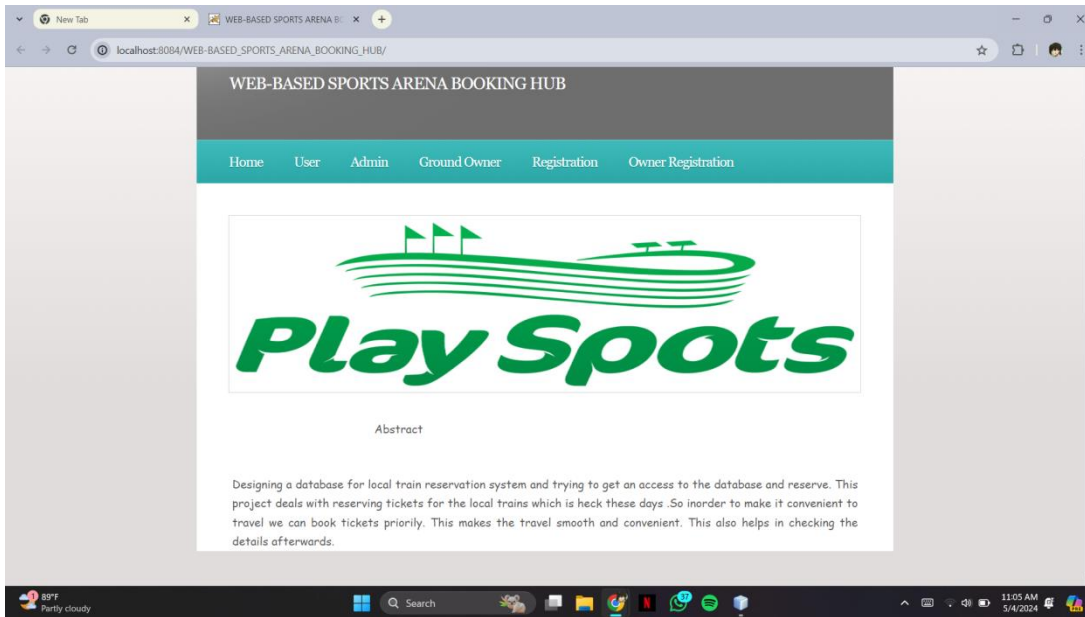 New Tab
WEB-BASED SPORTS ARENA BO
localhost:8084/WEB-BASED_SPORTS_ARENA_BOOKING_HUB/
WEB-BASED SPORTS ARENA BOOKING HUB
Home User Admin Ground Owner Registration Owner Registration
Play Spots
Abstract
Designing a database for local train reservation system and trying to get an access to the database and reserve. This
project deals with reserving tickets for the local trains which is heck these days .So inorder to make it convenient to
travel we can book tickets priorily. This makes the travel smooth and convenient. This also helps in checking the
details afterwards.
1
89°F
Partly cloudy
Search
37
11:05 AM
5/4/2024